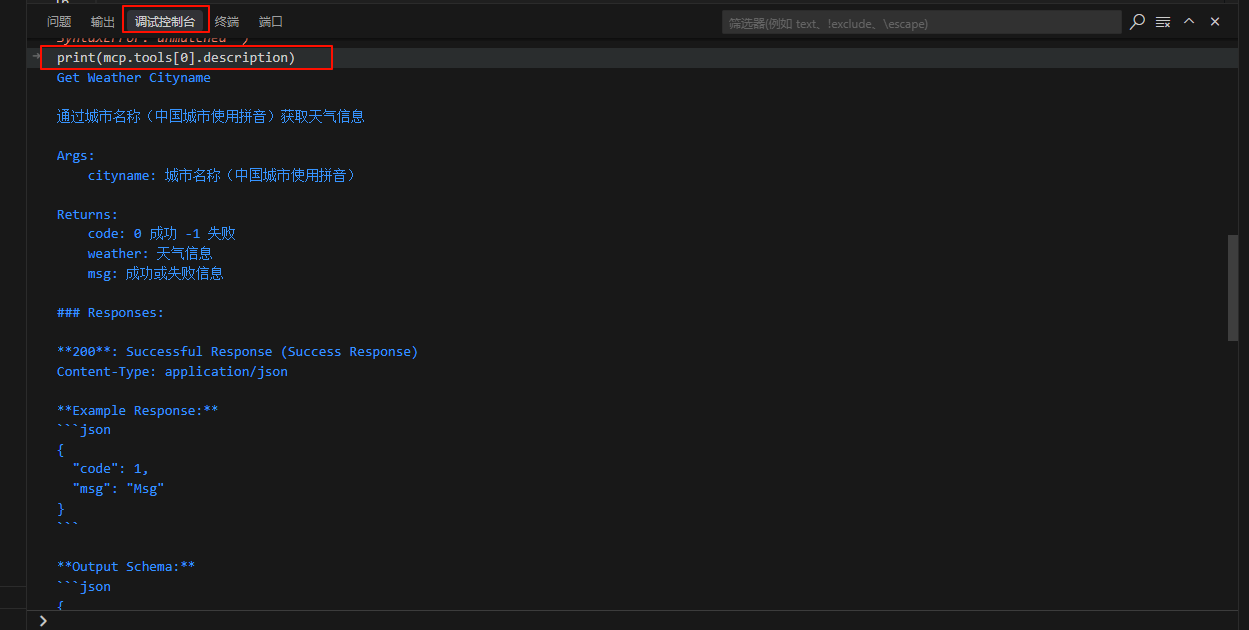 问题 输出 调试控制台 终端 端口 筛选器(例如 text、!exclude、\escape)
SyntaxError: unmatched ')'
print(mcp.tools[0].description)
Get Weather Cityname
通过城市名称（中国城市使用拼音）获取天气信息
Args:
    cityname: 城市名称（中国城市使用拼音）
Returns:
    code: 0 成功 -1 失败
    weather: 天气信息
    msg: 成功或失败信息
### Responses:
**200**: Successful Response (Success Response)
Content-Type: application/json
**Example Response:**
```json
{
  "code": 1,
  "msg": "Msg"
}
```
**Output Schema:**
```json
{